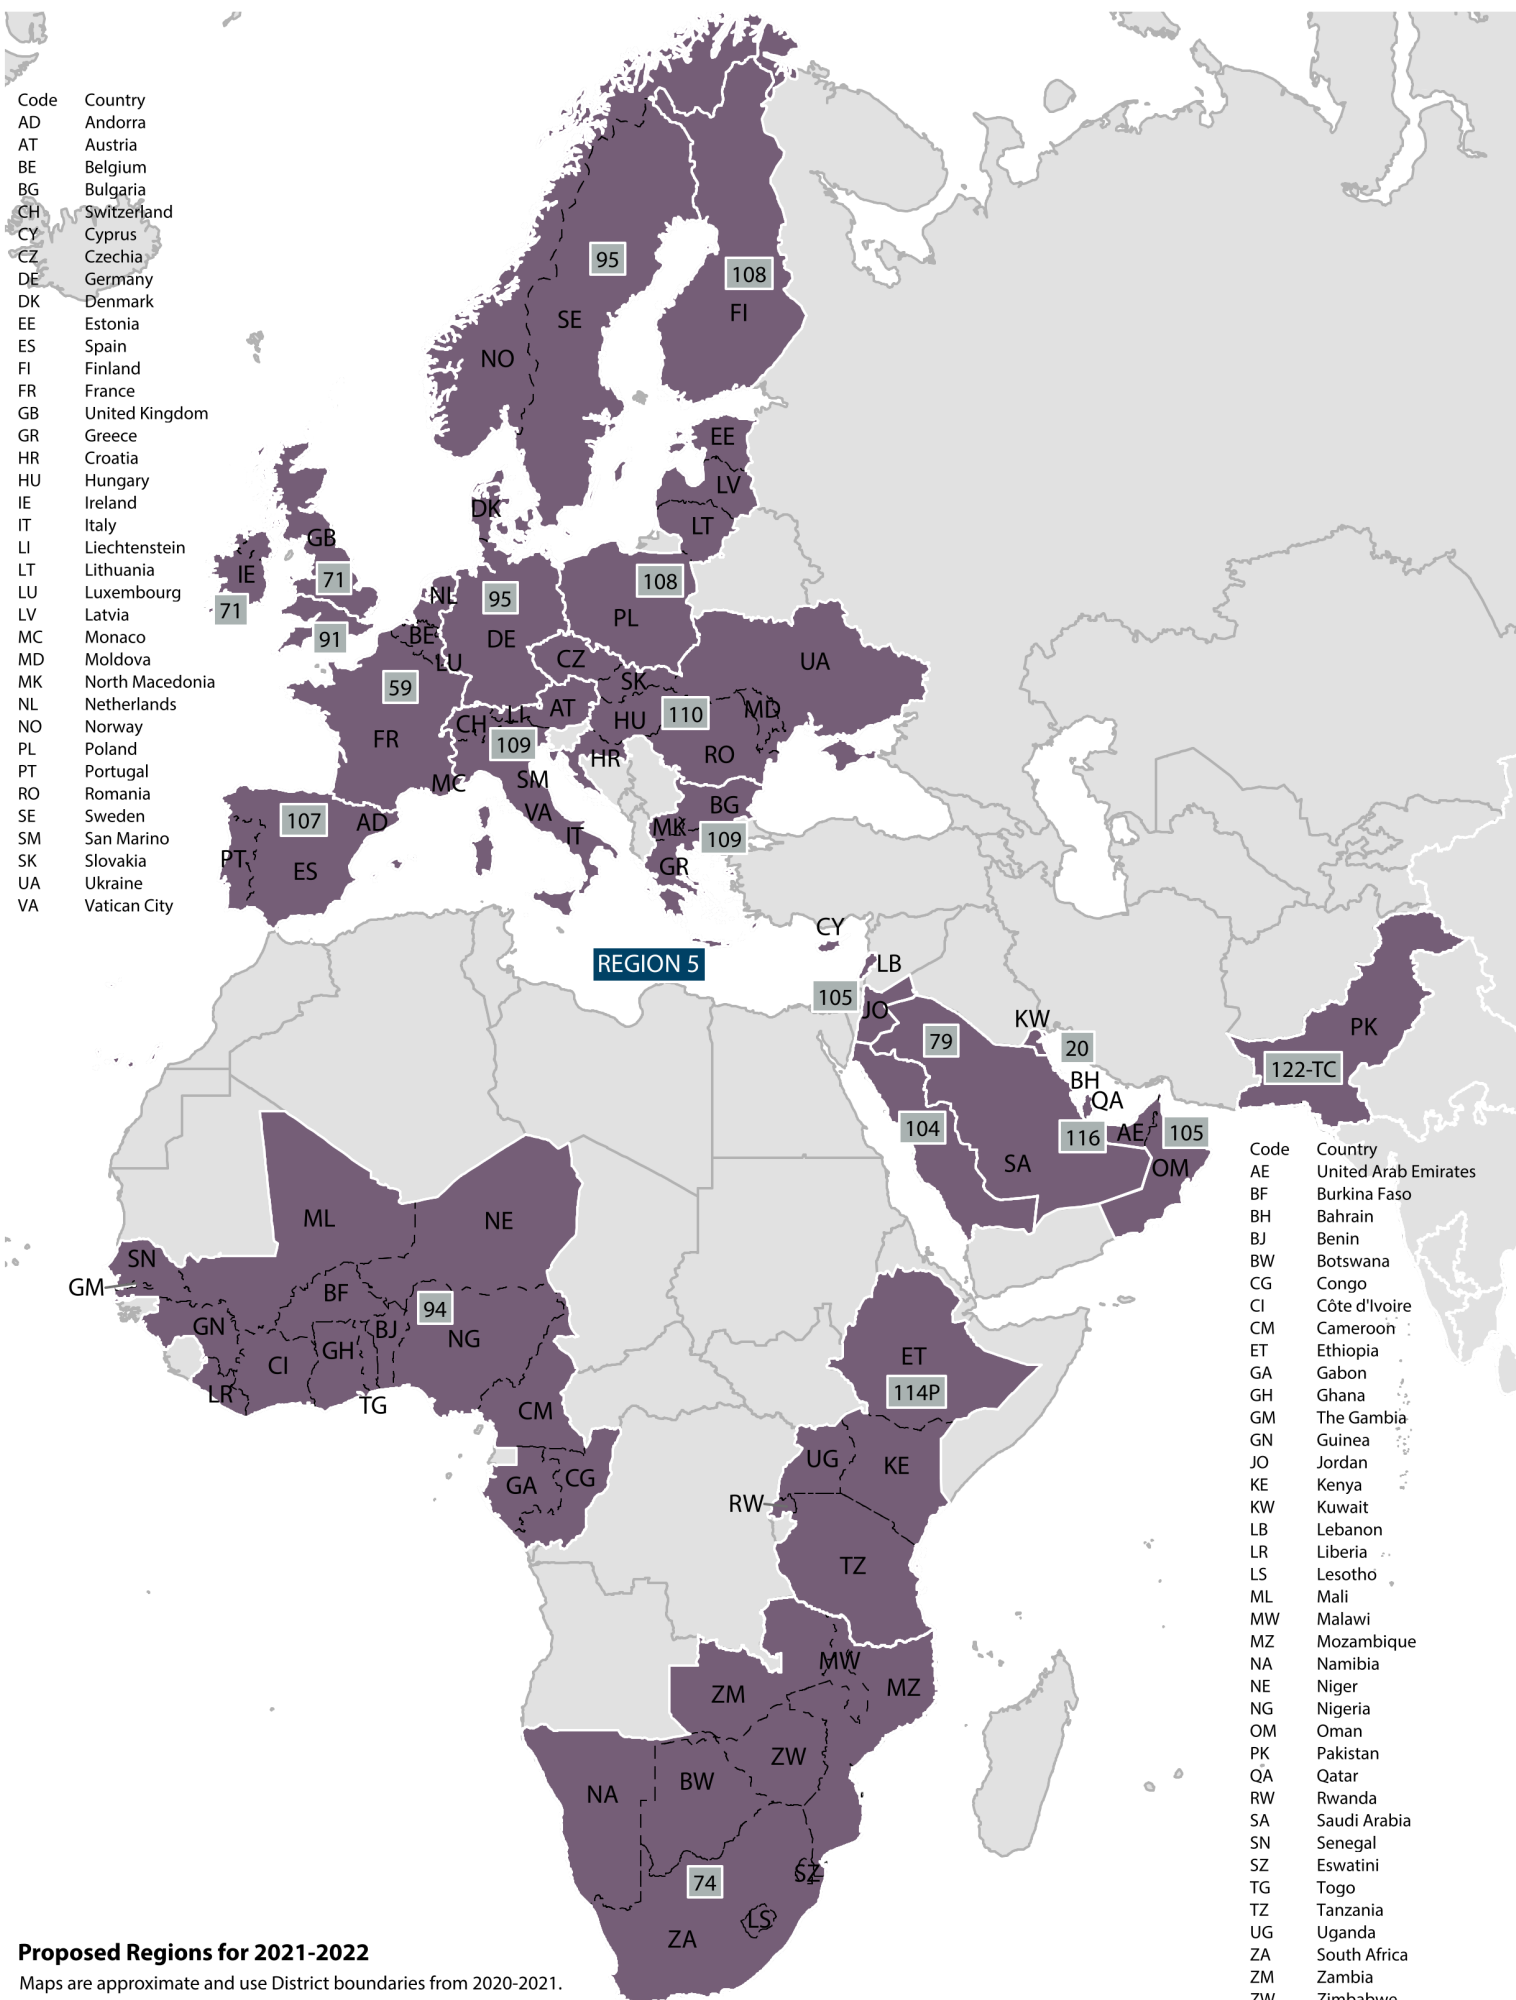 Code Country
AD Andorra
AT Austria
BE Belgium
BG Bulgaria
CH Switzerland
CY Cyprus
CZ Czechia
DE Germany
DK Denmark
EE Estonia
ES Spain
FI Finland
FR France
GB United Kingdom
GR Greece
HR Croatia
HU Hungary
IE Ireland
IT Italy
LI Liechtenstein
LT Lithuania
LU Luxembourg
LV Latvia
MC Monaco
MD Moldova
MK North Macedonia
NL Netherlands
NO Norway
PL Poland
PT Portugal
RO Romania
SE Sweden
SM San Marino
SK Slovakia
UA Ukraine
VA Vatican City
95
108
SE
FI
NO
EE
LV
DK
LT
GB
IE
71
71
NL
95
108
PL
91
BE
DE
LU
CZ
UA
59
SK
LI
AT
CH
HU
110
MD
FR
109
HR
RO
MC
SM
VA
BG
107
AD
IT
MK
109
PT
ES
GR
CY
REGION 5
LB
105
JO
KW
79
20
PK
122-TC
BH
QA
104
116
AE
105
SA
OM
ML
NE
SN
GM
BF
94
GN
BJ
NG
GH
CI
LR
TG
CM
GA
CG
ET
114P
UG
KE
RW
TZ
MW
ZM
MZ
ZW
NA
BW
SZ
74
LS
ZA
Code Country
AE United Arab Emirates
BF Burkina Faso
BH Bahrain
BJ Benin
BW Botswana
CG Congo
CI Côte d'Ivoire
CM Cameroon
ET Ethiopia
GA Gabon
GH Ghana
GM The Gambia
GN Guinea
JO Jordan
KE Kenya
KW Kuwait
LB Lebanon
LR Liberia
LS Lesotho
ML Mali
MW Malawi
MZ Mozambique
NA Namibia
NE Niger
NG Nigeria
OM Oman
PK Pakistan
QA Qatar
RW Rwanda
SA Saudi Arabia
SN Senegal
SZ Eswatini
TG Togo
TZ Tanzania
UG Uganda
ZA South Africa
ZM Zambia
ZW Zimbabwe
Proposed Regions for 2021-2022
Maps are approximate and use District boundaries from 2020-2021.